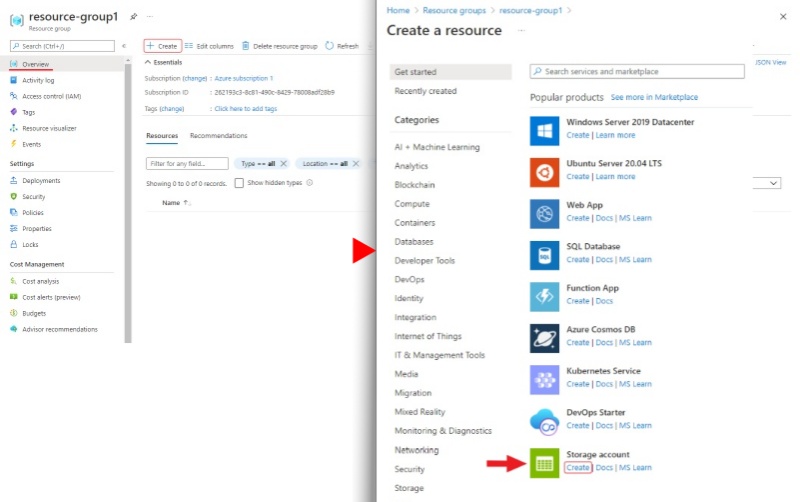 resource-group1
Resource group
Search (Ctrl+/)
Overview
Activity log
Access control (IAM)
Tags
Resource visualizer
Events
Settings
Deployments
Security
Policies
Properties
Locks
Cost Management
Cost analysis
Cost alerts (preview)
Budgets
Advisor recommendations
Create
Edit columns
Delete resource group
Refresh
Essentials
Subscription (change) : Azure subscription 1
Subscription ID : 262193c3-8c81-490c-8429-78008adf28b9
Tags (change) : Click here to add tags
Resources Recommendations
Filter for any field...
Type == all
Location == all
Showing 0 to 0 of 0 records.
Show hidden types
Name
Home > Resource groups > resource-group1 >
Create a resource
JSON View
Get started
Recently created
Categories
AI + Machine Learning
Analytics
Blockchain
Compute
Containers
Databases
Developer Tools
DevOps
Identity
Integration
Internet of Things
IT & Management Tools
Media
Migration
Mixed Reality
Monitoring & Diagnostics
Networking
Security
Storage
Search services and marketplace
Popular products See more in Marketplace
Windows Server 2019 Datacenter
Create | Learn more
Ubuntu Server 20.04 LTS
Create | Learn more
Web App
Create | Docs | MS Learn
SQL Database
Create | Docs | MS Learn
Function App
Create | Docs
Azure Cosmos DB
Create | Docs | MS Learn
Kubernetes Service
Create | Docs | MS Learn
DevOps Starter
Create | Docs | MS Learn
Storage account
Create | Docs | MS Learn